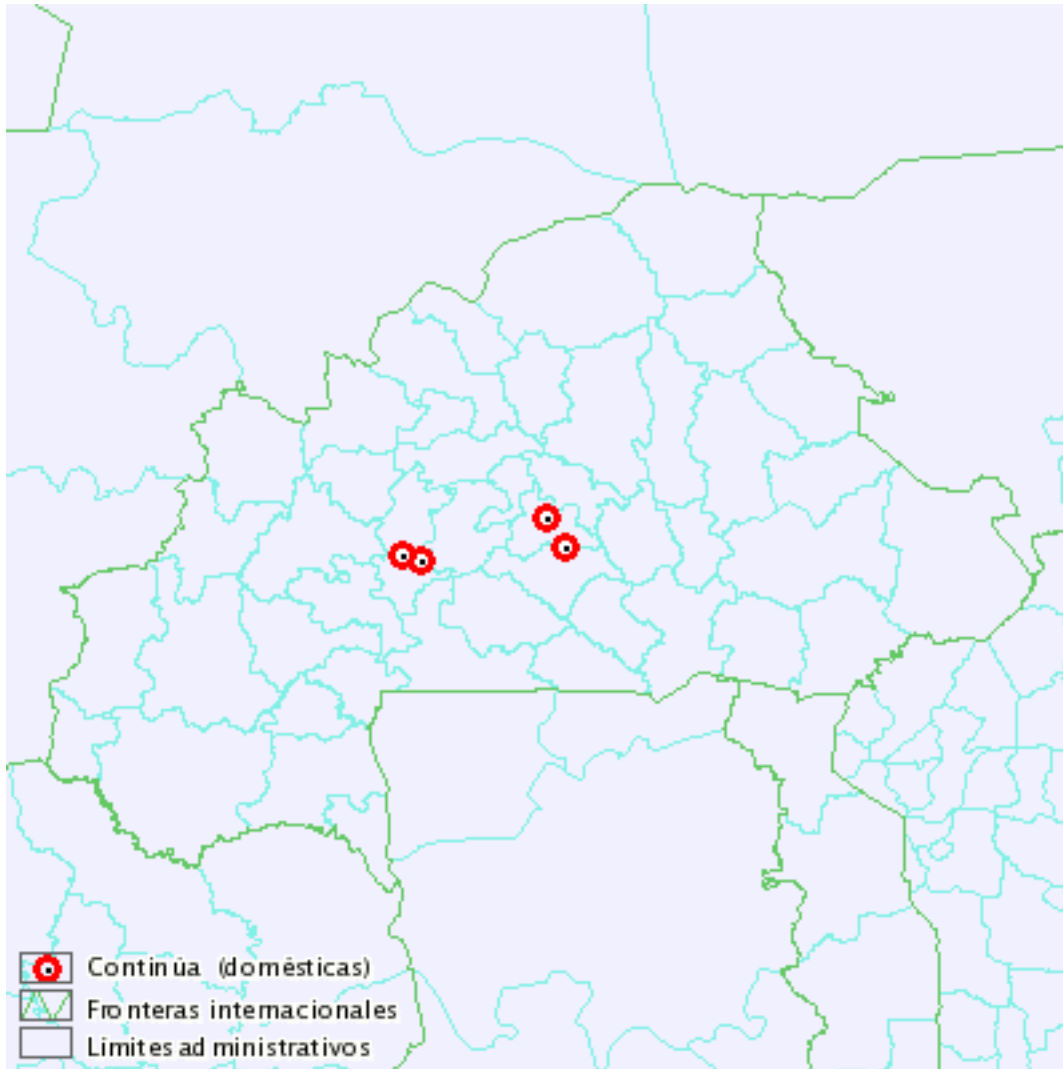 Continúa (domésticas)
Fronteras internacionales
Límites administrativos